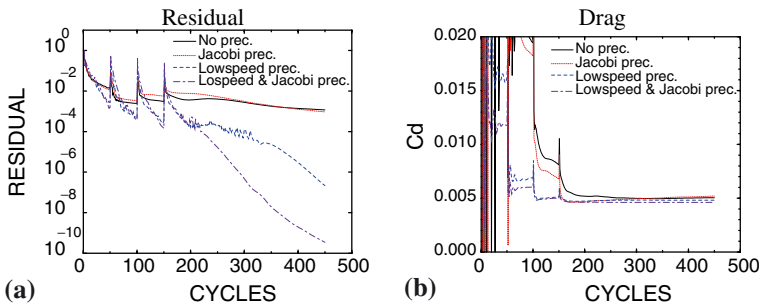 Residual
10^0
10^-2
10^-4
10^-6
10^-8
10^-10
RESIDUAL
No prec.
Jacobi prec.
Lowspeed prec.
Lospeed & Jacobi prec.
0 100 200 300 400 500
CYCLES
(a)
Drag
0.020
0.015
0.010
0.005
0.000
Cd
No prec.
Jacobi prec.
Lowspeed prec.
Lowspeed & Jacobi prec.
0 100 200 300 400 500
CYCLES
(b)